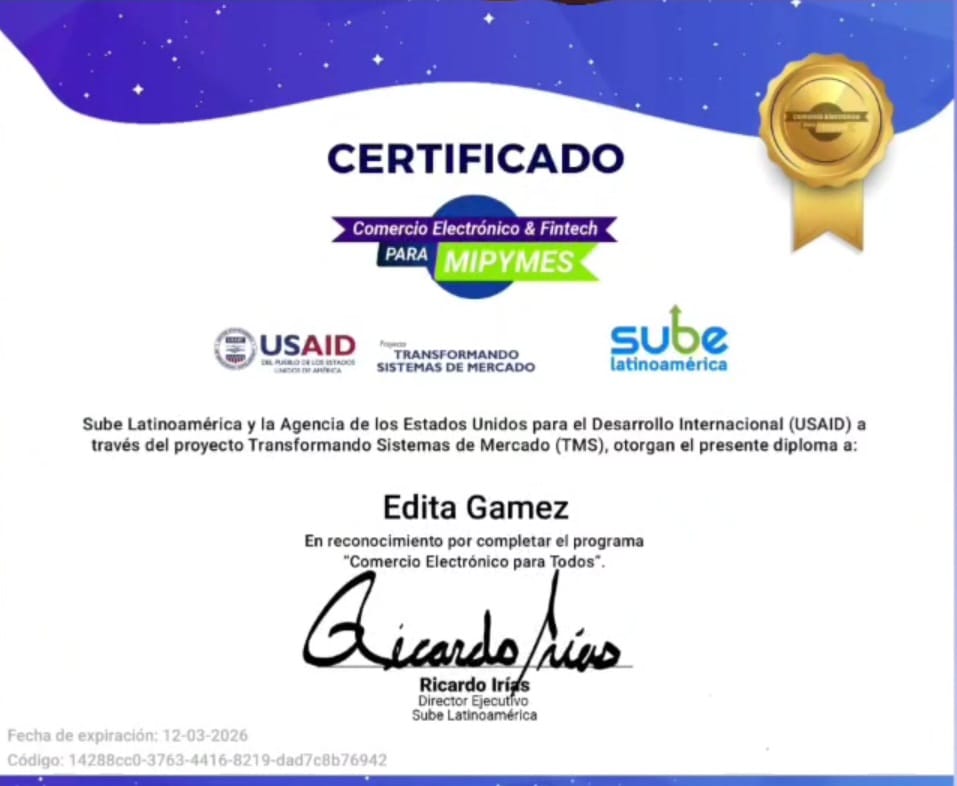 CERTIFICADO
Comercio Electrónico & Fintech
PARA MIPYMES
USAID
DEL PUEBLO DE LOS ESTADOS
UNIDOS DE AMÉRICA
Proyecto
TRANSFORMANDO
SISTEMAS DE MERCADO
sube
latinoamérica
Sube Latinoamérica y la Agencia de los Estados Unidos para el Desarrollo Internacional (USAID) a
través del proyecto Transformando Sistemas de Mercado (TMS), otorgan el presente diploma a:
Edita Gamez
En reconocimiento por completar el programa
"Comercio Electrónico para Todos".
Ricardo Irías
Ricardo Irías
Director Ejecutivo
Sube Latinoamérica
Fecha de expiración: 12-03-2026
Código: 14288cc0-3763-4416-8219-dad7c8b76942